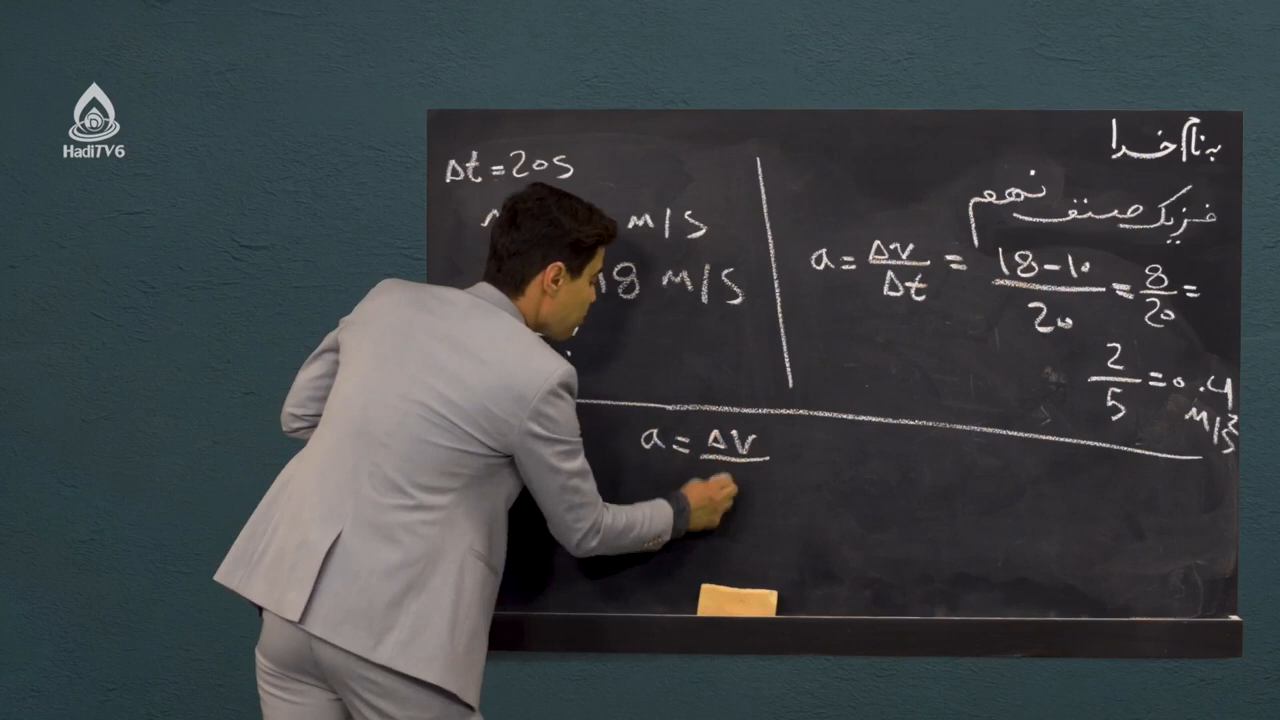 HadiTV6
به نام خدا
فزیک صنف نهم
Δt = 20s
m/s
18 m/s
a = Δv/Δt = 18-10/20 = 8/20 =
2/5 = 0.4 m/s²
a = Δv